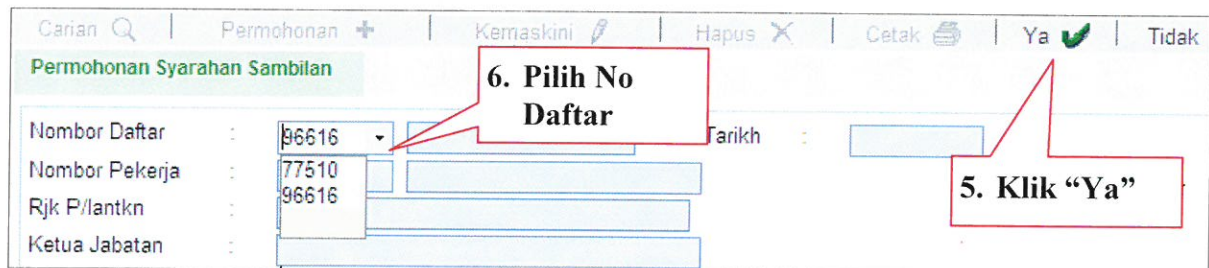 Carian | Permohonan | Kemaskini | Hapus | Cetak | Ya | Tidak
Permohonan Syarahan Sambilan
6. Pilih No
Daftar
Nombor Daftar : 96616 Tarikh :
Nombor Pekerja : 77510
96616
Rjk P/lantkn :
5. Klik “Ya”
Ketua Jabatan :